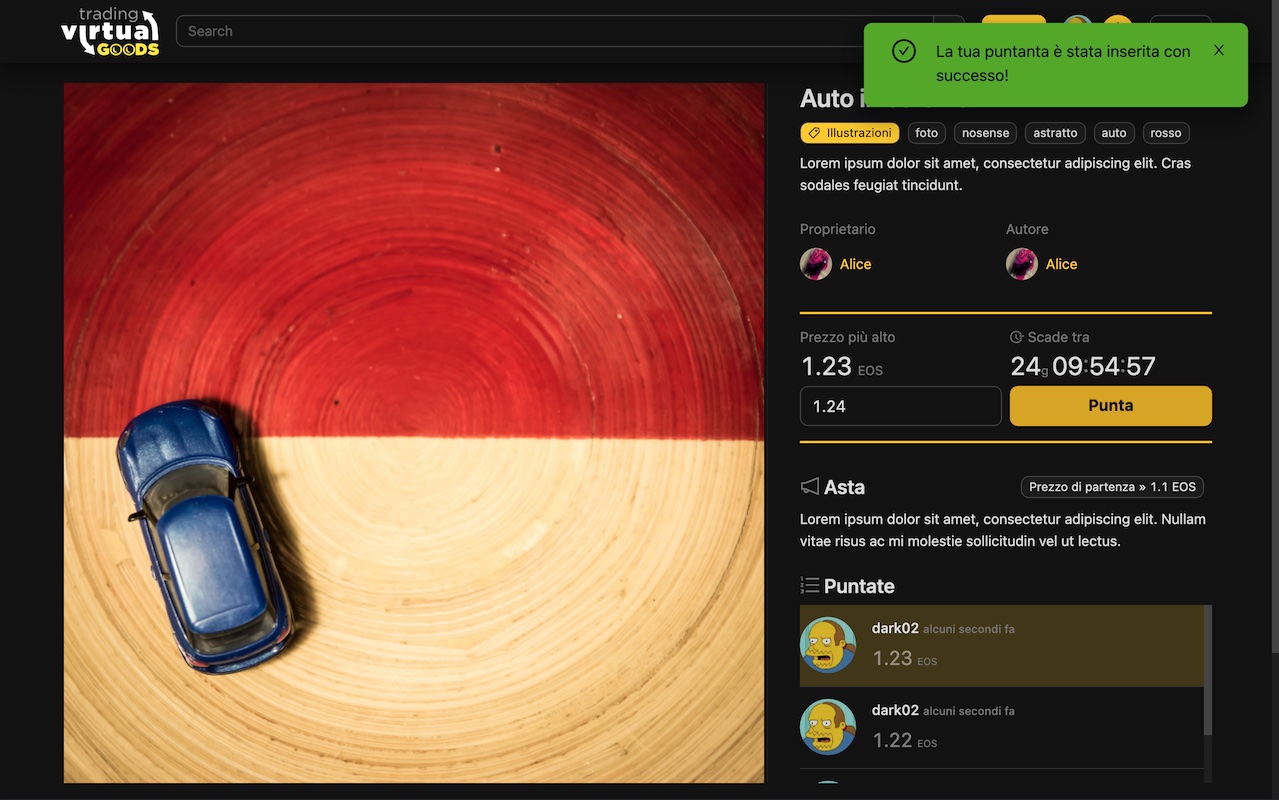 trading
virtual
GOODS
Search
La tua puntanta è stata inserita con
successo!
Auto
Illustrazioni
foto
nosense
astratto
auto
rosso
Lorem ipsum dolor sit amet, consectetur adipiscing elit. Cras
sodales feugiat tincidunt.
Proprietario
Autore
Alice
Alice
Prezzo più alto
Scade tra
1.23 EOS
24g 09:54:57
1.24
Punta
Asta
Prezzo di partenza » 1.1 EOS
Lorem ipsum dolor sit amet, consectetur adipiscing elit. Nullam
vitae risus ac mi molestie sollicitudin vel ut lectus.
Puntate
dark02 alcuni secondi fa
1.23 EOS
dark02 alcuni secondi fa
1.22 EOS